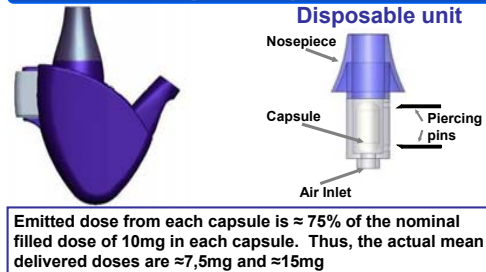 Disposable unit
Nosepiece
Capsule
Piercing
pins
Air Inlet
Emitted dose from each capsule is ≈ 75% of the nominal
filled dose of 10mg in each capsule.  Thus, the actual mean
delivered doses are ≈7,5mg and ≈15mg